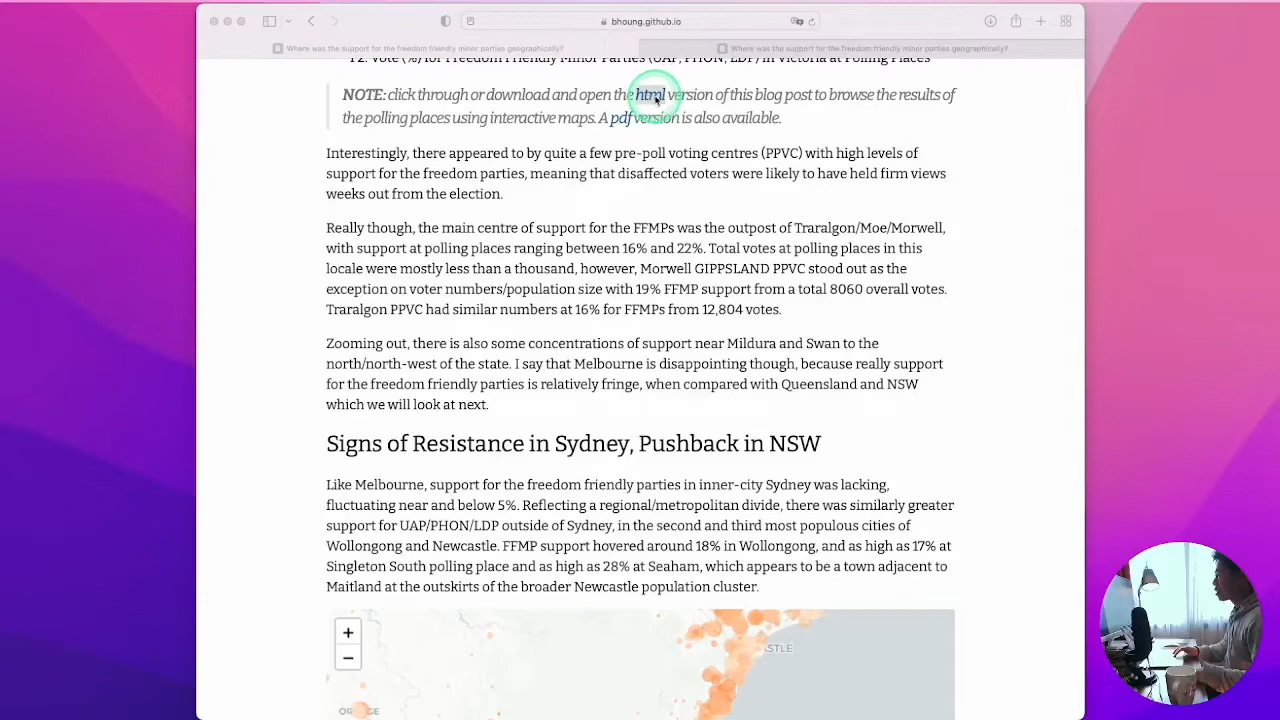 bhoung.github.io
Where was the support for the freedom friendly minor parties geographically?
Where was the support for the freedom friendly minor parties geographically?
F2. Vote (%) for Freedom Friendly Minor Parties (UAP, PHON, LDP) in Victoria at Polling Places
NOTE: click through or download and open the html version of this blog post to browse the results of
the polling places using interactive maps. A pdf version is also available.
Interestingly, there appeared to by quite a few pre-poll voting centres (PPVC) with high levels of
support for the freedom parties, meaning that disaffected voters were likely to have held firm views
weeks out from the election.
Really though, the main centre of support for the FFMPs was the outpost of Traralgon/Moe/Morwell,
with support at polling places ranging between 16% and 22%. Total votes at polling places in this
locale were mostly less than a thousand, however, Morwell GIPPSLAND PPVC stood out as the
exception on voter numbers/population size with 19% FFMP support from a total 8060 overall votes.
Traralgon PPVC had similar numbers at 16% for FFMPs from 12,804 votes.
Zooming out, there is also some concentrations of support near Mildura and Swan to the
north/north-west of the state. I say that Melbourne is disappointing though, because really support
for the freedom friendly parties is relatively fringe, when compared with Queensland and NSW
which we will look at next.
Signs of Resistance in Sydney, Pushback in NSW
Like Melbourne, support for the freedom friendly parties in inner-city Sydney was lacking,
fluctuating near and below 5%. Reflecting a regional/metropolitan divide, there was similarly greater
support for UAP/PHON/LDP outside of Sydney, in the second and third most populous cities of
Wollongong and Newcastle. FFMP support hovered around 18% in Wollongong, and as high as 17% at
Singleton South polling place and as high as 28% at Seaham, which appears to be a town adjacent to
Maitland at the outskirts of the broader Newcastle population cluster.
+
−